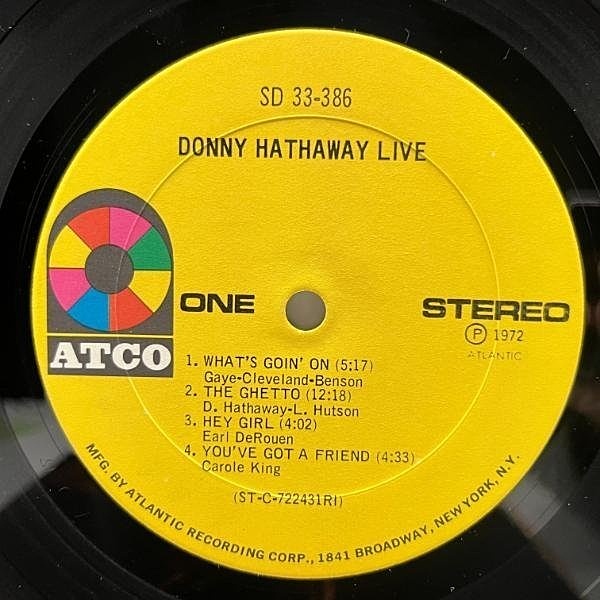 SD 33-386
DONNY HATHAWAY LIVE
ATCO
ONE
STEREO
℗ 1972
ATLANTIC
1. WHAT'S GOIN' ON (5:17)
Gaye-Cleveland-Benson
2. THE GHETTO (12:18)
D. Hathaway-L. Hutson
3. HEY GIRL (4:02)
Earl DeRouen
4. YOU'VE GOT A FRIEND (4:33)
Carole King
(ST-C-722431RI)
MFG. BY ATLANTIC RECORDING CORP., 1841 BROADWAY, NEW YORK, N.Y.